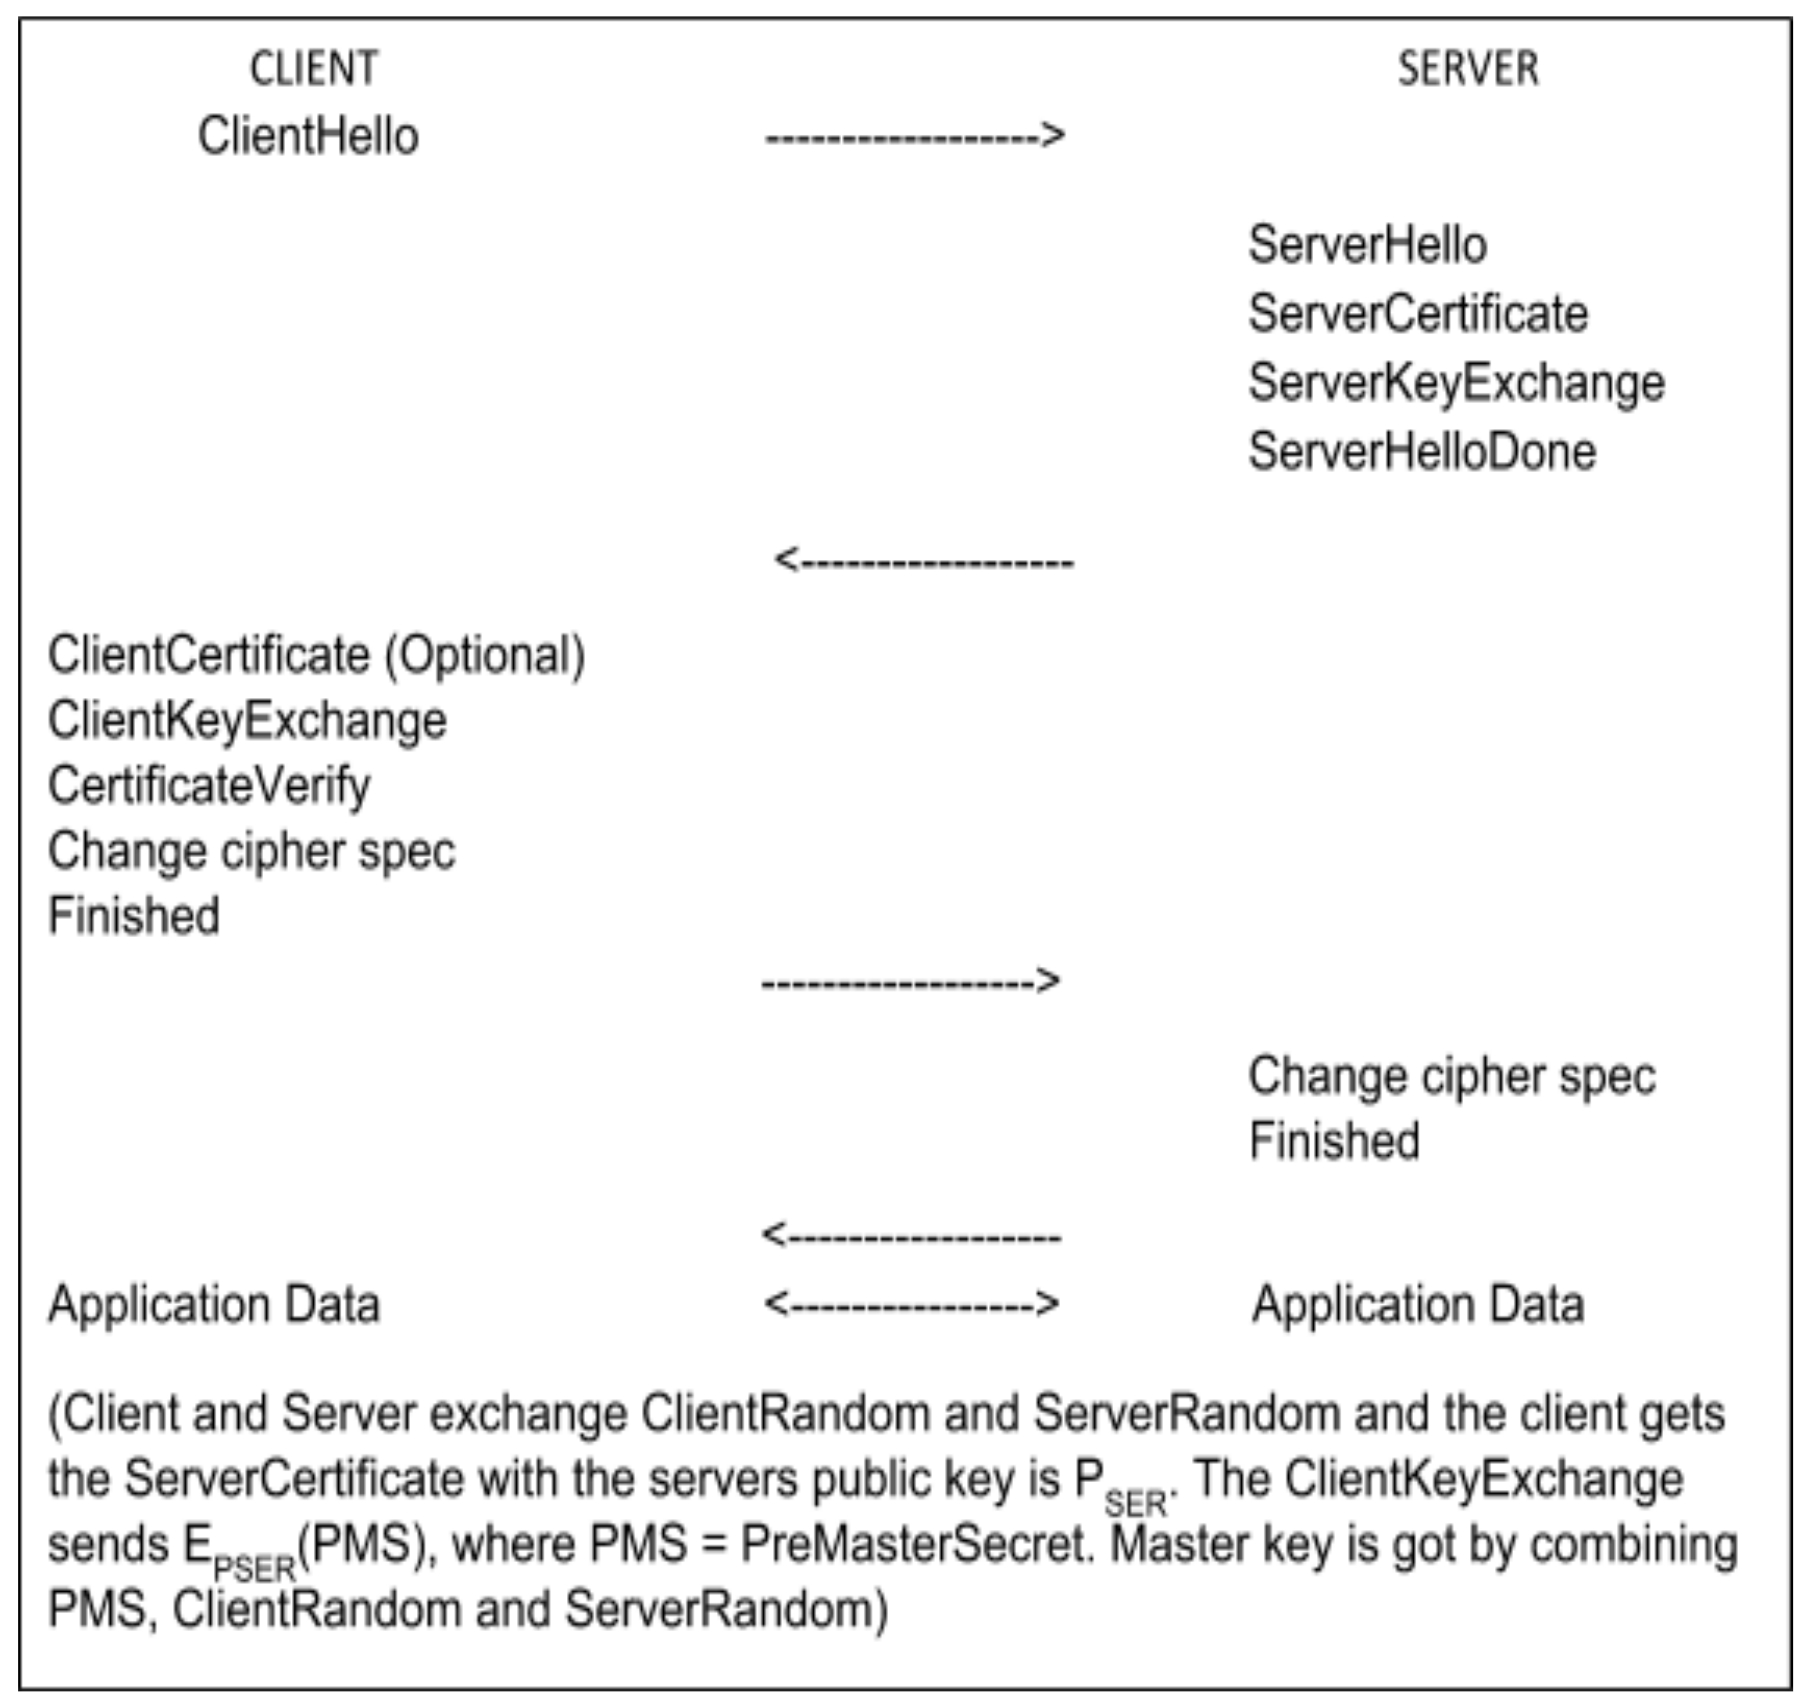 CLIENT SERVER
ClientHello ------------------>
ServerHello
ServerCertificate
ServerKeyExchange
ServerHelloDone
<------------------
ClientCertificate (Optional)
ClientKeyExchange
CertificateVerify
Change cipher spec
Finished
------------------>
Change cipher spec
Finished
<------------------
Application Data <----------------> Application Data
(Client and Server exchange ClientRandom and ServerRandom and the client gets
the ServerCertificate with the servers public key is PSER. The ClientKeyExchange
sends EPSER(PMS), where PMS = PreMasterSecret. Master key is got by combining
PMS, ClientRandom and ServerRandom)